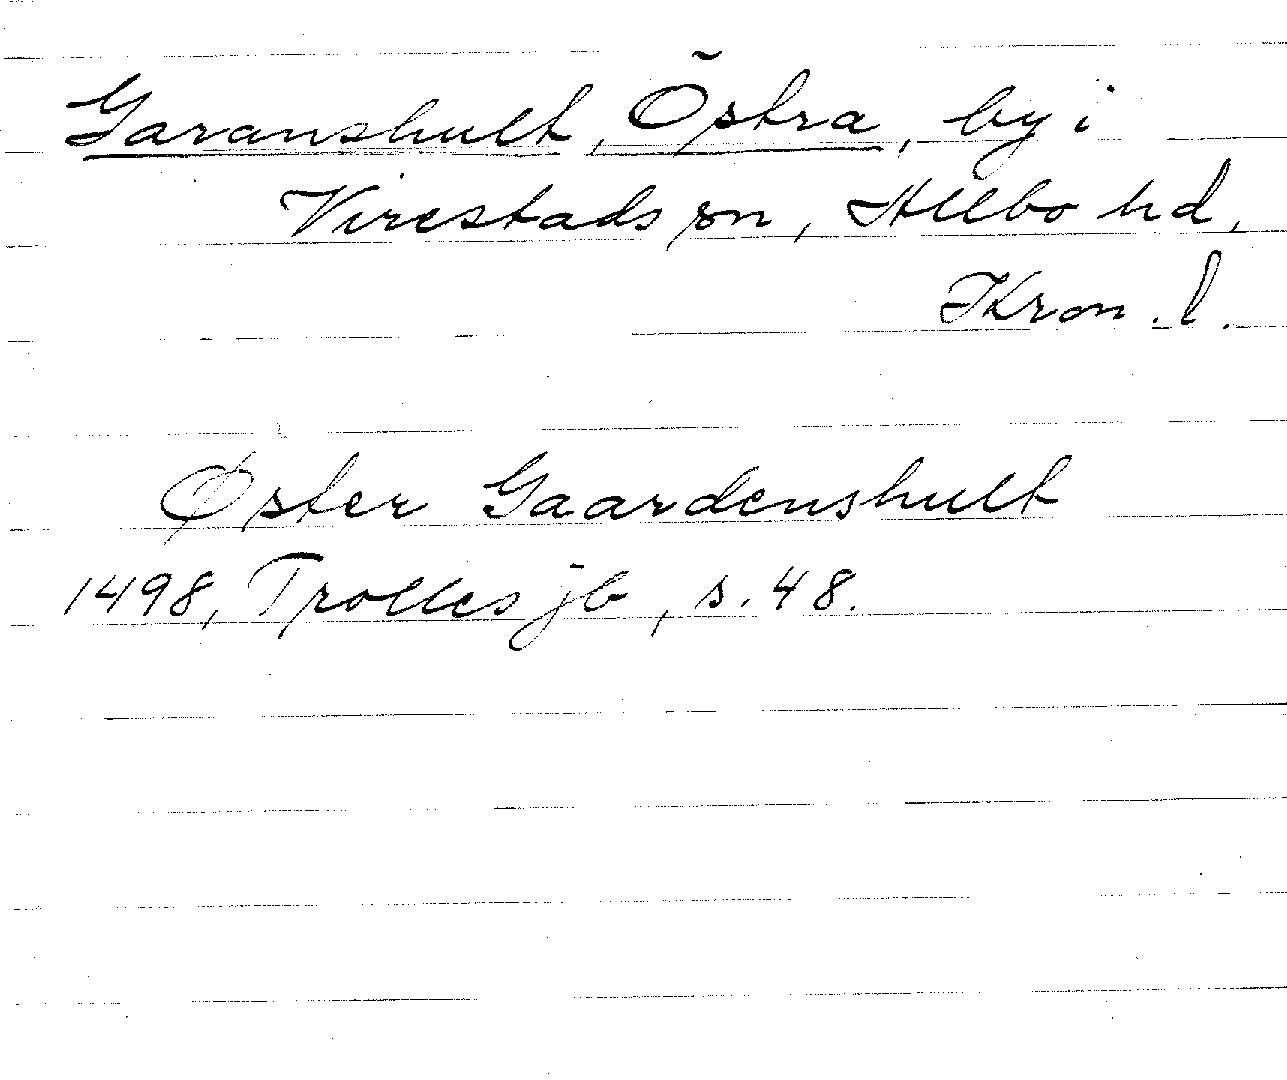 Garanshult, Östra, by i
Virestads sn, Allbo hd,
Kron. l.
Øster Gaardenshult
1498, Trolles jb, s. 48.